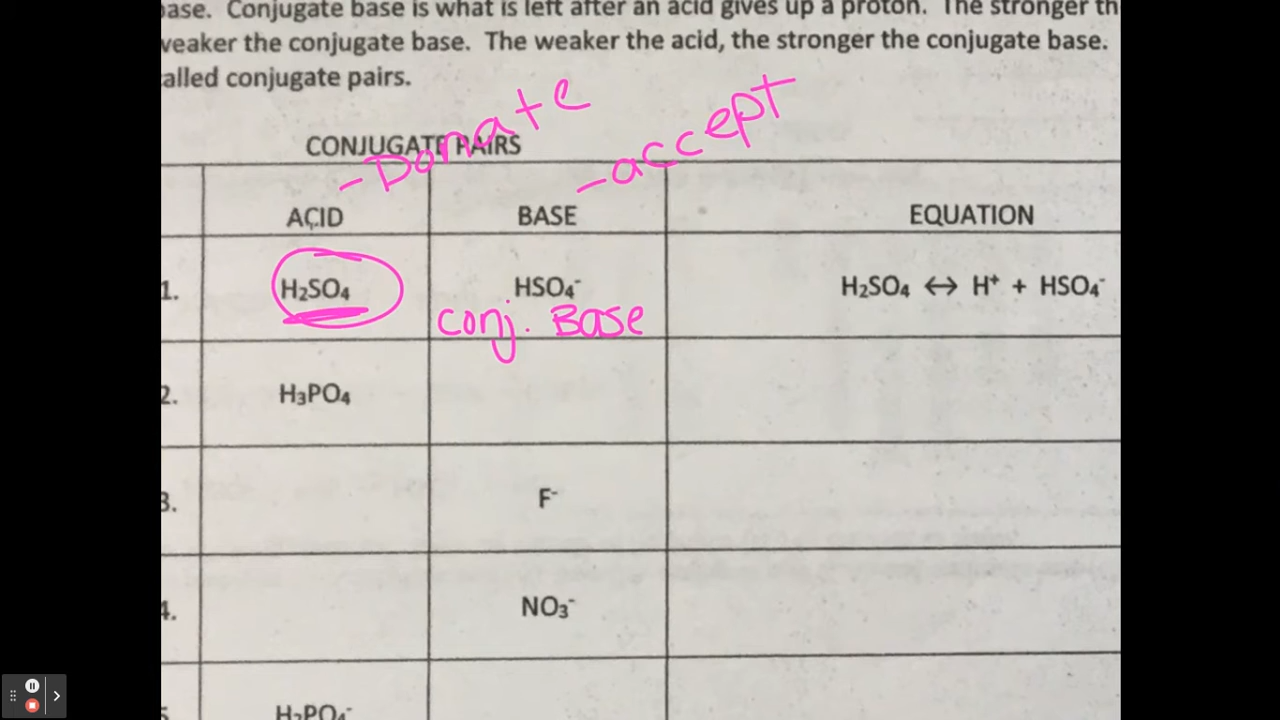 base. Conjugate base is what is left after an acid gives up a proton. The stronger th
weaker the conjugate base. The weaker the acid, the stronger the conjugate base.
alled conjugate pairs.
-Donate
-accept
CONJUGATE PAIRS
ACID BASE EQUATION
1. H₂SO₄ HSO₄⁻ H₂SO₄ ↔ H⁺ + HSO₄⁻
conj. Base
2. H₃PO₄
3. F⁻
4. NO₃⁻
H₂PO₄⁻